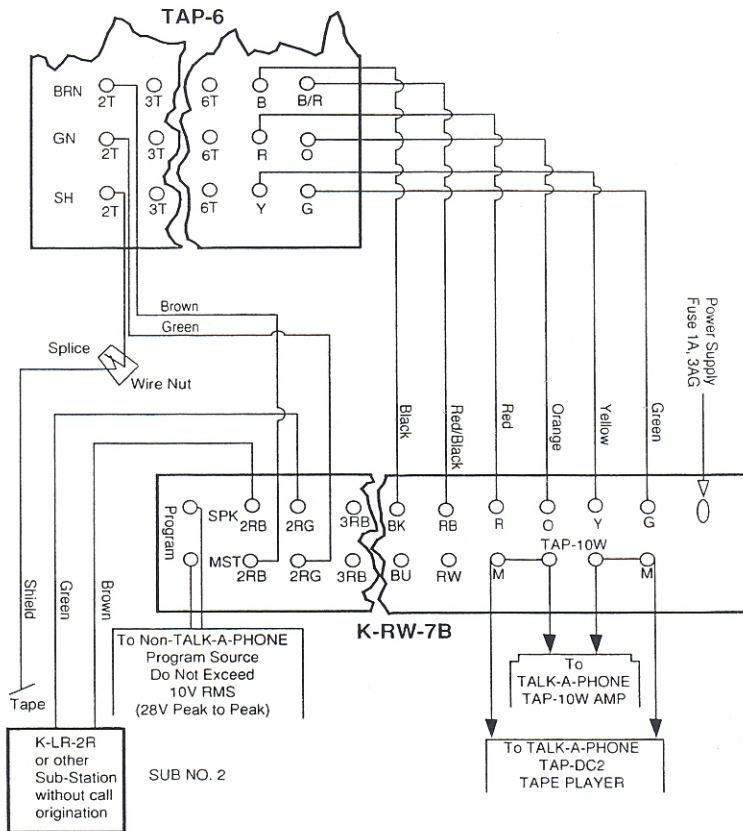 TAP-6
BRN 2T 3T 6T B B/R
GN 2T 3T 6T R O
SH 2T 3T 6T Y G
Brown
Green
Splice
Wire Nut
Black
Red/Black
Red
Orange
Yellow
Green
Power Supply
Fuse 1A, 3AG
Program
SPK 2RB 2RG 3RB BK RB R O Y G
TAP-10W
MST 2RB 2RG 3RB BU RW M M
K-RW-7B
Shield
Green
Brown
Tape
To Non-TALK-A-PHONE
Program Source
Do Not Exceed
10V RMS
(28V Peak to Peak)
To
TALK-A-PHONE
TAP-10W AMP
To TALK-A-PHONE
TAP-DC2
TAPE PLAYER
K-LR-2R
or other
Sub-Station
without call
origination
SUB NO. 2